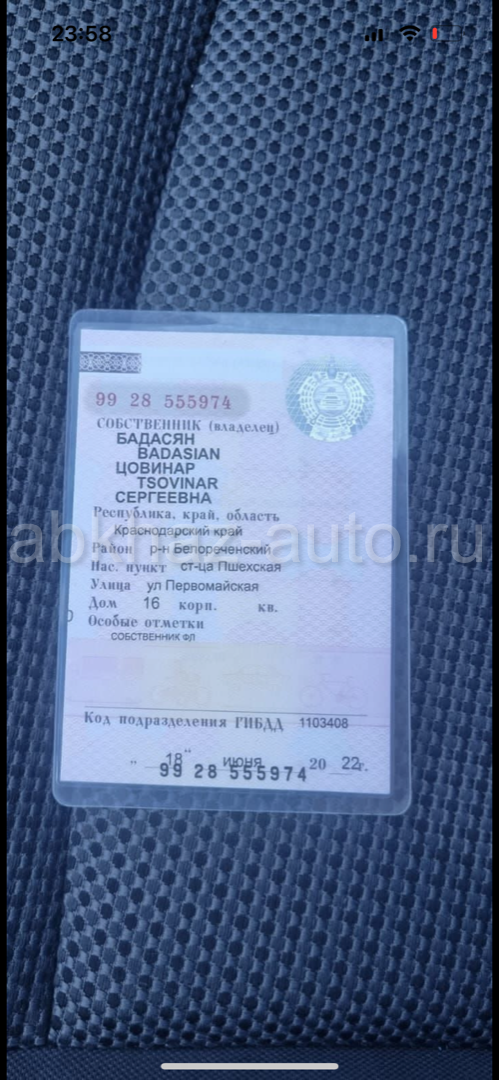 23:58
99 28 555974
СОБСТВЕННИК (владелец)
БАДАСЯН
BADASIAN
ЦОВИНАР
TSOVINAR
СЕРГЕЕВНА
Республика, край, область
Краснодарский край
Район р-н Белореченский
Нас. пункт ст-ца Пшехская
Улица ул Первомайская
Дом 16 корп. кв.
Особые отметки
СОБСТВЕННИК ФЛ
Код подразделения ГИБДД 1103408
„ 18" июня 20 22г.
99 28 555974
-auto.ru